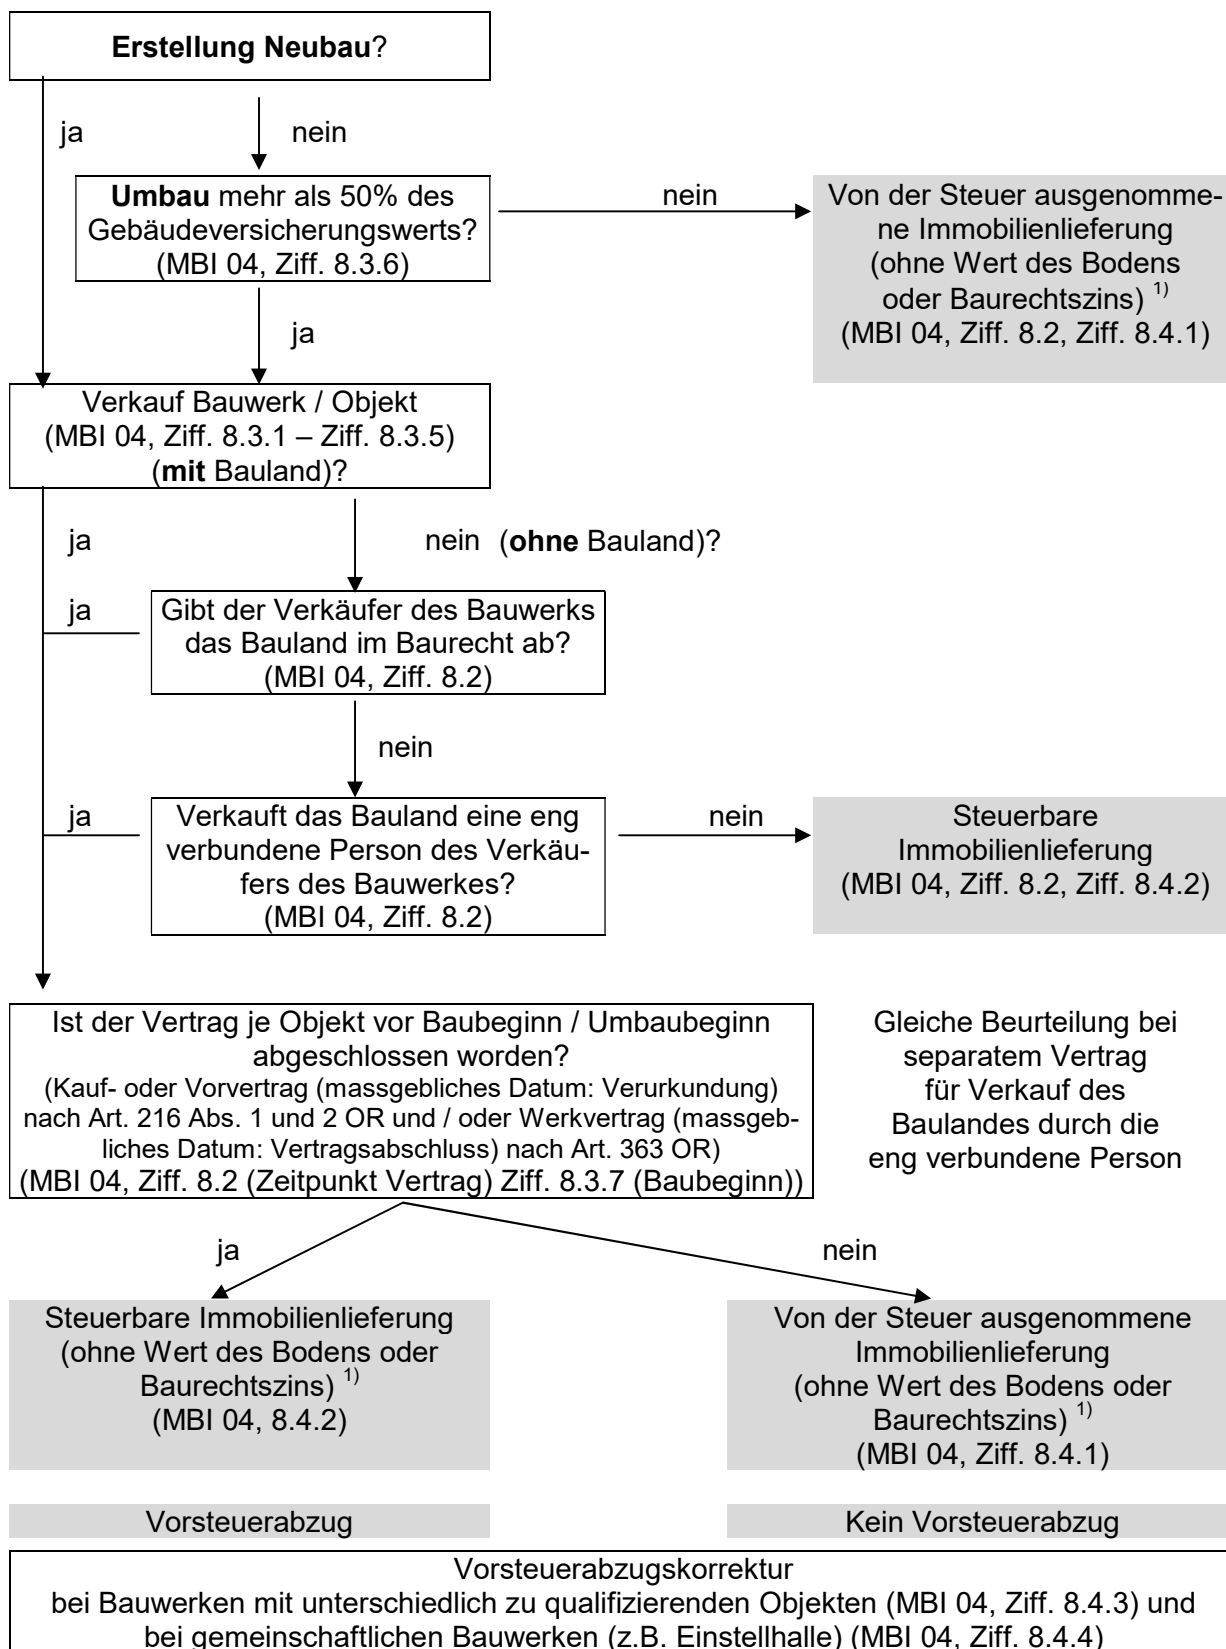 Erstellung Neubau?
ja
nein
Umbau mehr als 50% des
Gebäudeversicherungswerts?
(MBI 04, Ziff. 8.3.6)
nein
Von der Steuer ausgenomme-
ne Immobilienlieferung
(ohne Wert des Bodens
oder Baurechtszins) 1)
(MBI 04, Ziff. 8.2, Ziff. 8.4.1)
ja
Verkauf Bauwerk / Objekt
(MBI 04, Ziff. 8.3.1 – Ziff. 8.3.5)
(mit Bauland)?
ja
nein (ohne Bauland)?
ja
Gibt der Verkäufer des Bauwerks
das Bauland im Baurecht ab?
(MBI 04, Ziff. 8.2)
nein
ja
Verkauft das Bauland eine eng
verbundene Person des Verkäu-
fers des Bauwerkes?
(MBI 04, Ziff. 8.2)
nein
Steuerbare
Immobilienlieferung
(MBI 04, Ziff. 8.2, Ziff. 8.4.2)
Ist der Vertrag je Objekt vor Baubeginn / Umbaubeginn
abgeschlossen worden?
(Kauf- oder Vorvertrag (massgebliches Datum: Verurkundung)
nach Art. 216 Abs. 1 und 2 OR und / oder Werkvertrag (massgeb-
liches Datum: Vertragsabschluss) nach Art. 363 OR)
(MBI 04, Ziff. 8.2 (Zeitpunkt Vertrag) Ziff. 8.3.7 (Baubeginn))
Gleiche Beurteilung bei
separatem Vertrag
für Verkauf des
Baulandes durch die
eng verbundene Person
ja
nein
Steuerbare Immobilienlieferung
(ohne Wert des Bodens oder
Baurechtszins) 1)
(MBI 04, 8.4.2)
Von der Steuer ausgenommene
Immobilienlieferung
(ohne Wert des Bodens oder
Baurechtszins) 1)
(MBI 04, Ziff. 8.4.1)
Vorsteuerabzug
Kein Vorsteuerabzug
Vorsteuerabzugskorrektur
bei Bauwerken mit unterschiedlich zu qualifizierenden Objekten (MBI 04, Ziff. 8.4.3) und
bei gemeinschaftlichen Bauwerken (z.B. Einstellhalle) (MBI 04, Ziff. 8.4.4)